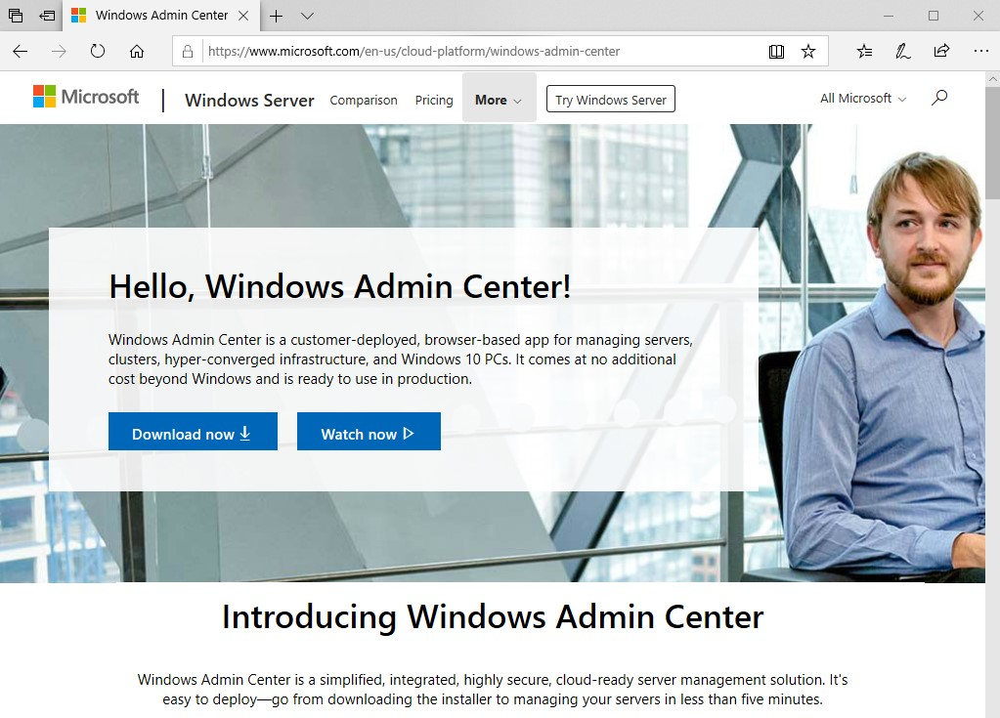 Windows Admin Center
https://www.microsoft.com/en-us/cloud-platform/windows-admin-center
Microsoft
Windows Server
Comparison
Pricing
More
Try Windows Server
All Microsoft
Hello, Windows Admin Center!
Windows Admin Center is a customer-deployed, browser-based app for managing servers,
clusters, hyper-converged infrastructure, and Windows 10 PCs. It comes at no additional
cost beyond Windows and is ready to use in production.
Download now
Watch now
Introducing Windows Admin Center
Windows Admin Center is a simplified, integrated, highly secure, cloud-ready server management solution. It's
easy to deploy—go from downloading the installer to managing your servers in less than five minutes.